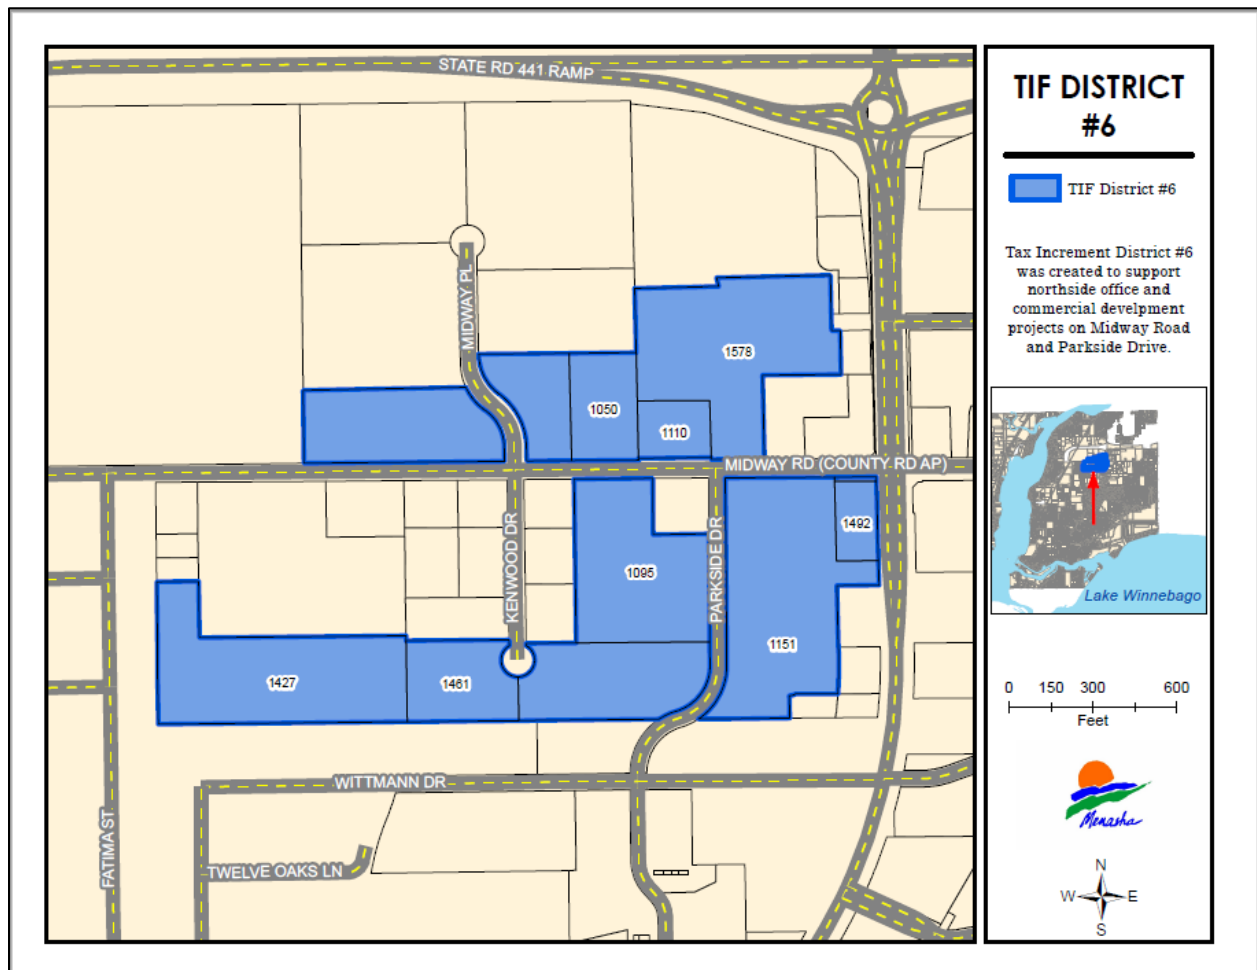 STATE RD 441 RAMP
MIDWAY PL
1578
1050
1110
MIDWAY RD (COUNTY RD AP)
1492
KENWOOD DR
PARKSIDE DR
1095
1151
1427
1461
WITTMANN DR
FATIMA ST
TWELVE OAKS LN
TIF DISTRICT
#6
TIF District #6
Tax Increment District #6
was created to support
northside office and
commercial develpment
projects on Midway Road
and Parkside Drive.
Lake Winnebago
0 150 300 600
Feet
Menasha
N
W E
S